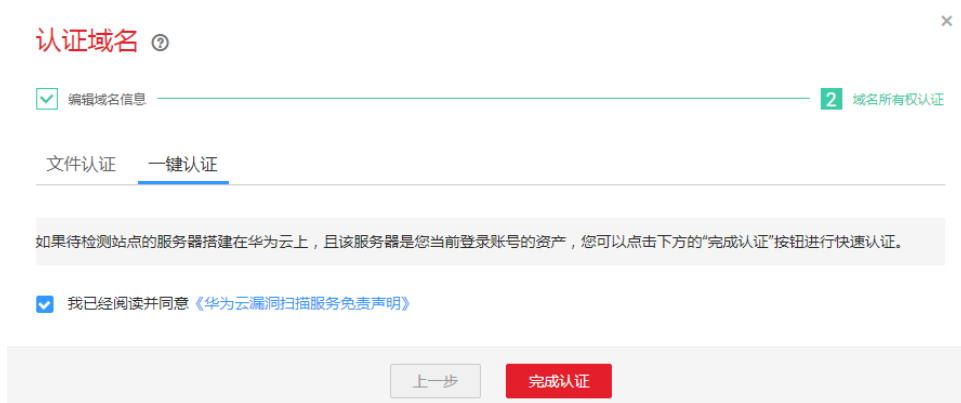 认证域名 ?
×
编辑域名信息
2 域名所有权认证
文件认证 一键认证
如果待检测站点的服务器搭建在华为云上，且该服务器是您当前登录账号的资产，您可以点击下方的“完成认证”按钮进行快速认证。
我已经阅读并同意《华为云漏洞扫描服务免责声明》
上一步 完成认证